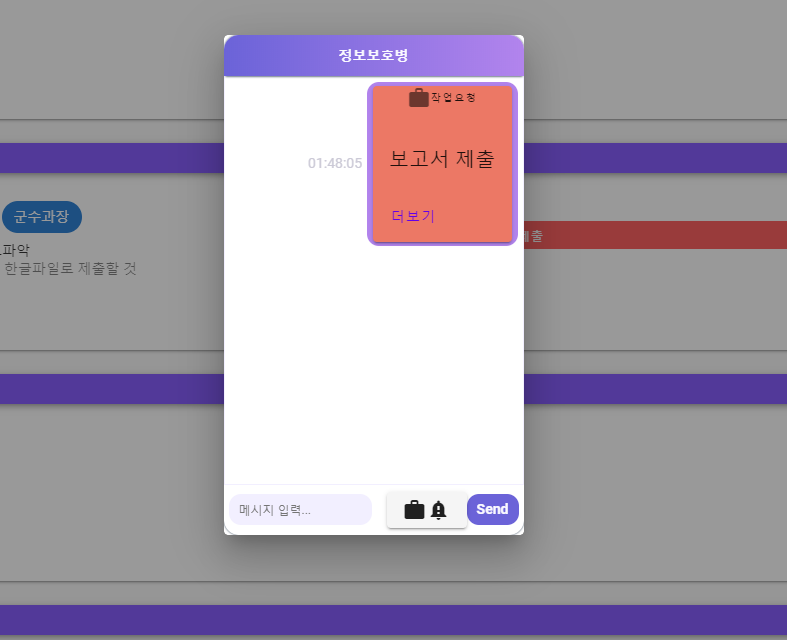 정보보호병
작업요청
보고서 제출
01:48:05
더보기
군수과장
파악
한글파일로 제출할 것
제출
메시지 입력...
Send